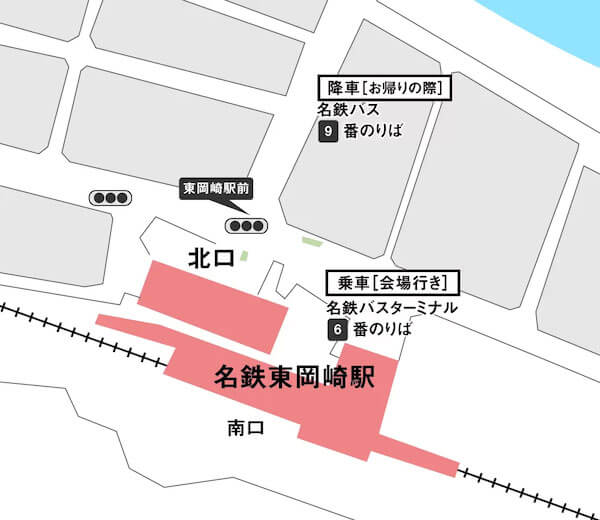 降車[お帰りの際]
名鉄バス
9 番のりば
東岡崎駅前
北口
乗車[会場行き]
名鉄バスターミナル
6 番のりば
名鉄東岡崎駅
南口